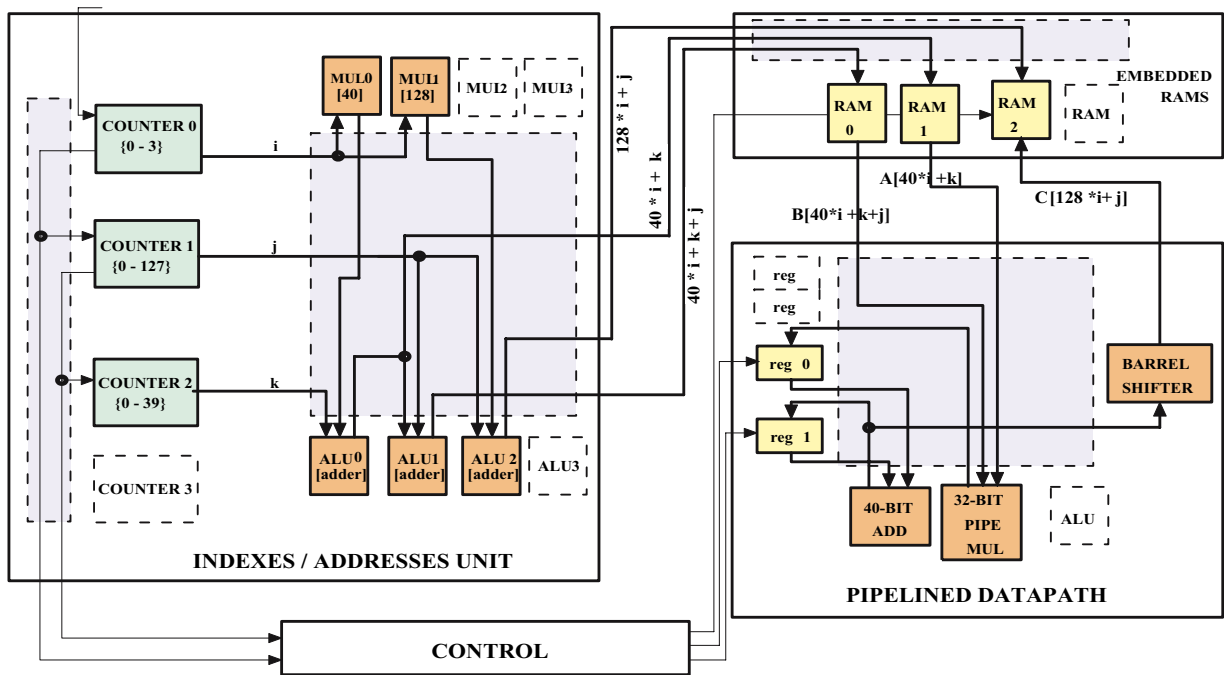 MUL0
[40]
MUL1
[128]
MUL2
MUL3
COUNTER 0
{0 - 3}
i
COUNTER 1
{0 - 127}
j
COUNTER 2
{0 - 39}
k
COUNTER 3
ALU0
[adder]
ALU1
[adder]
ALU 2
[adder]
ALU3
INDEXES / ADDRESSES UNIT
128 * i + j
40 * i + k
40 * i + k + j
RAM
0
RAM
1
RAM
2
RAM
EMBEDDED
RAMS
A[40*i +k]
B[40*i +k+j]
C[128 *i+ j]
reg
reg
reg 0
reg 1
BARREL
SHIFTER
40-BIT
ADD
32-BIT
PIPE
MUL
ALU
PIPELINED DATAPATH
CONTROL